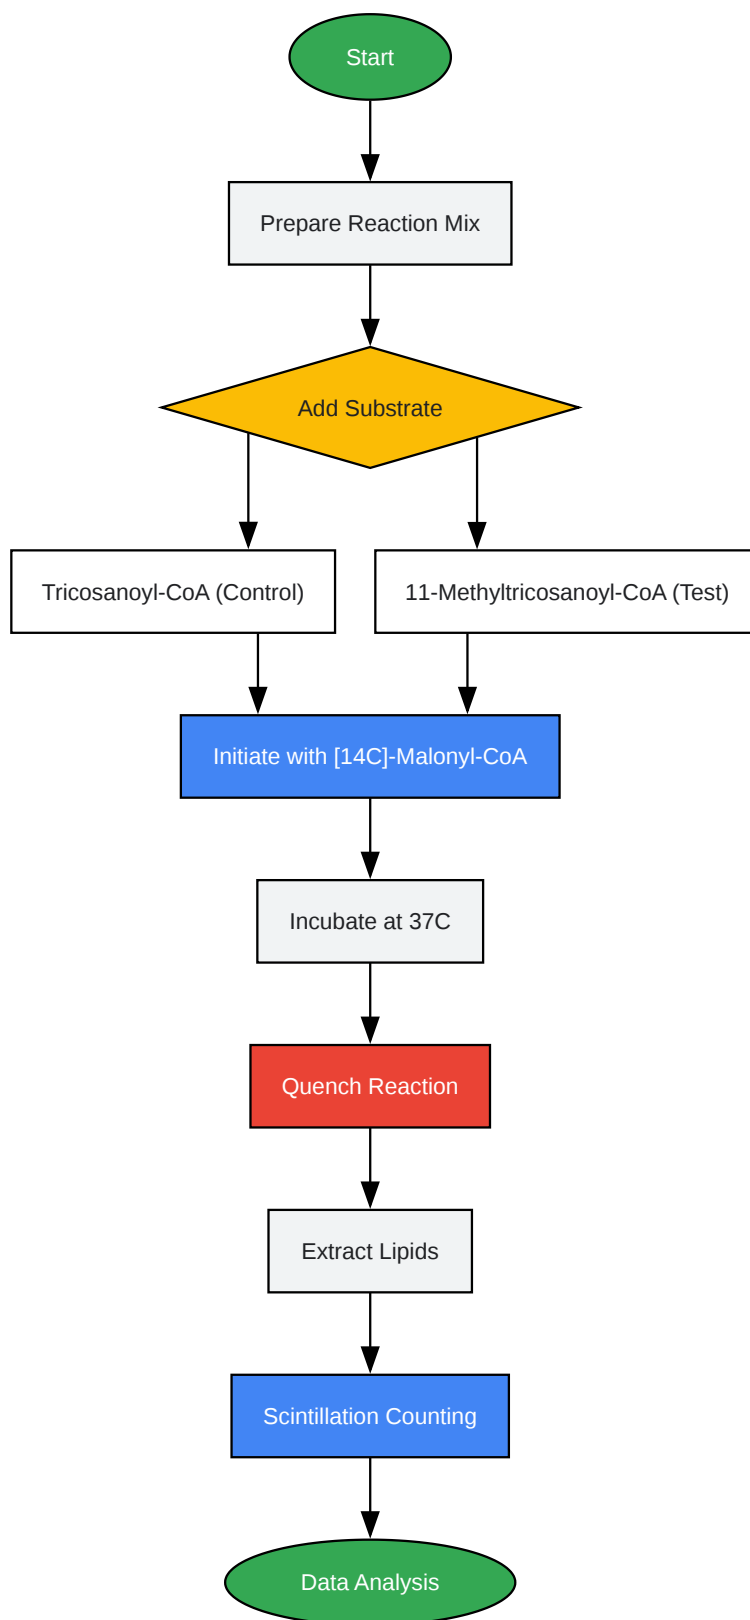 Start
Prepare Reaction Mix
Add Substrate
Tricosanoyl-CoA (Control)
11-Methyltricosanoyl-CoA (Test)
Initiate with [14C]-Malonyl-CoA
Incubate at 37C
Quench Reaction
Extract Lipids
Scintillation Counting
Data Analysis